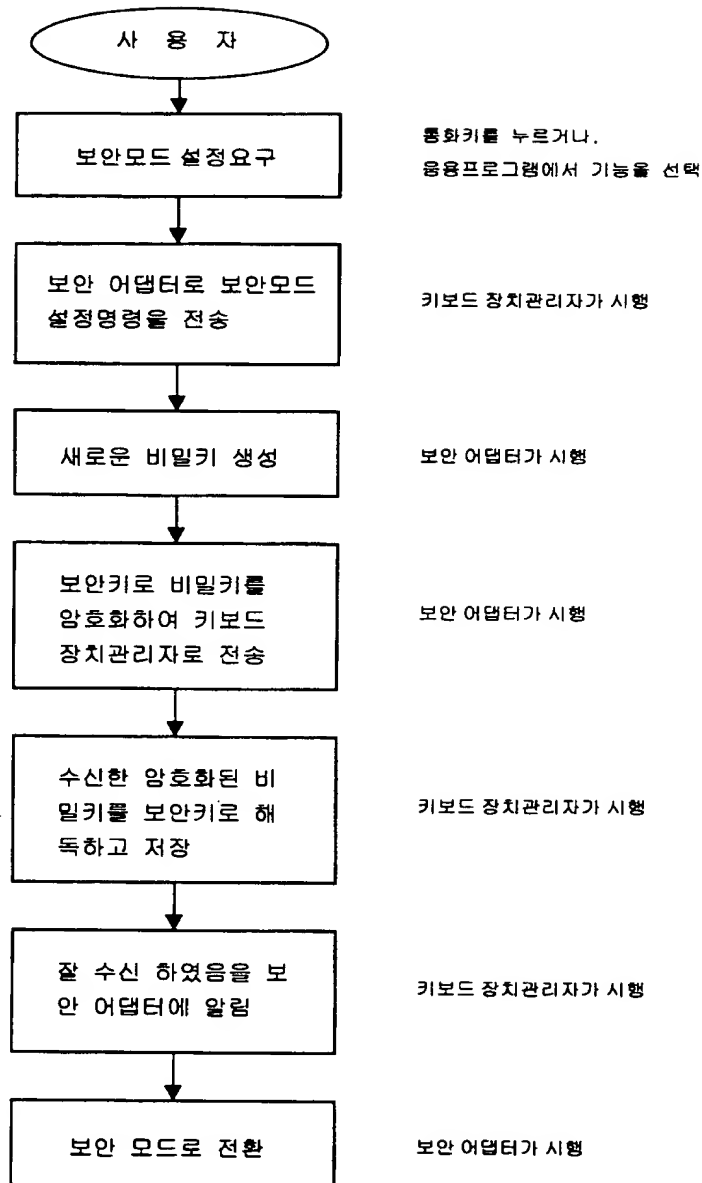 사 용 자
보안모드 설정요구
통화키를 누르거나,
응용프로그램에서 기능을 선택
보안 어댑터로 보안모드
설정명령을 전송
키보드 장치관리자가 시행
새로운 비밀키 생성
보안 어댑터가 시행
보안키로 비밀키를
암호화하여 키보드
장치관리자로 전송
보안 어댑터가 시행
수신한 암호화된 비
밀키를 보안키로 해
독하고 저장
키보드 장치관리자가 시행
잘 수신 하였음을 보
안 어댑터에 알림
키보드 장치관리자가 시행
보안 모드로 전환
보안 어댑터가 시행